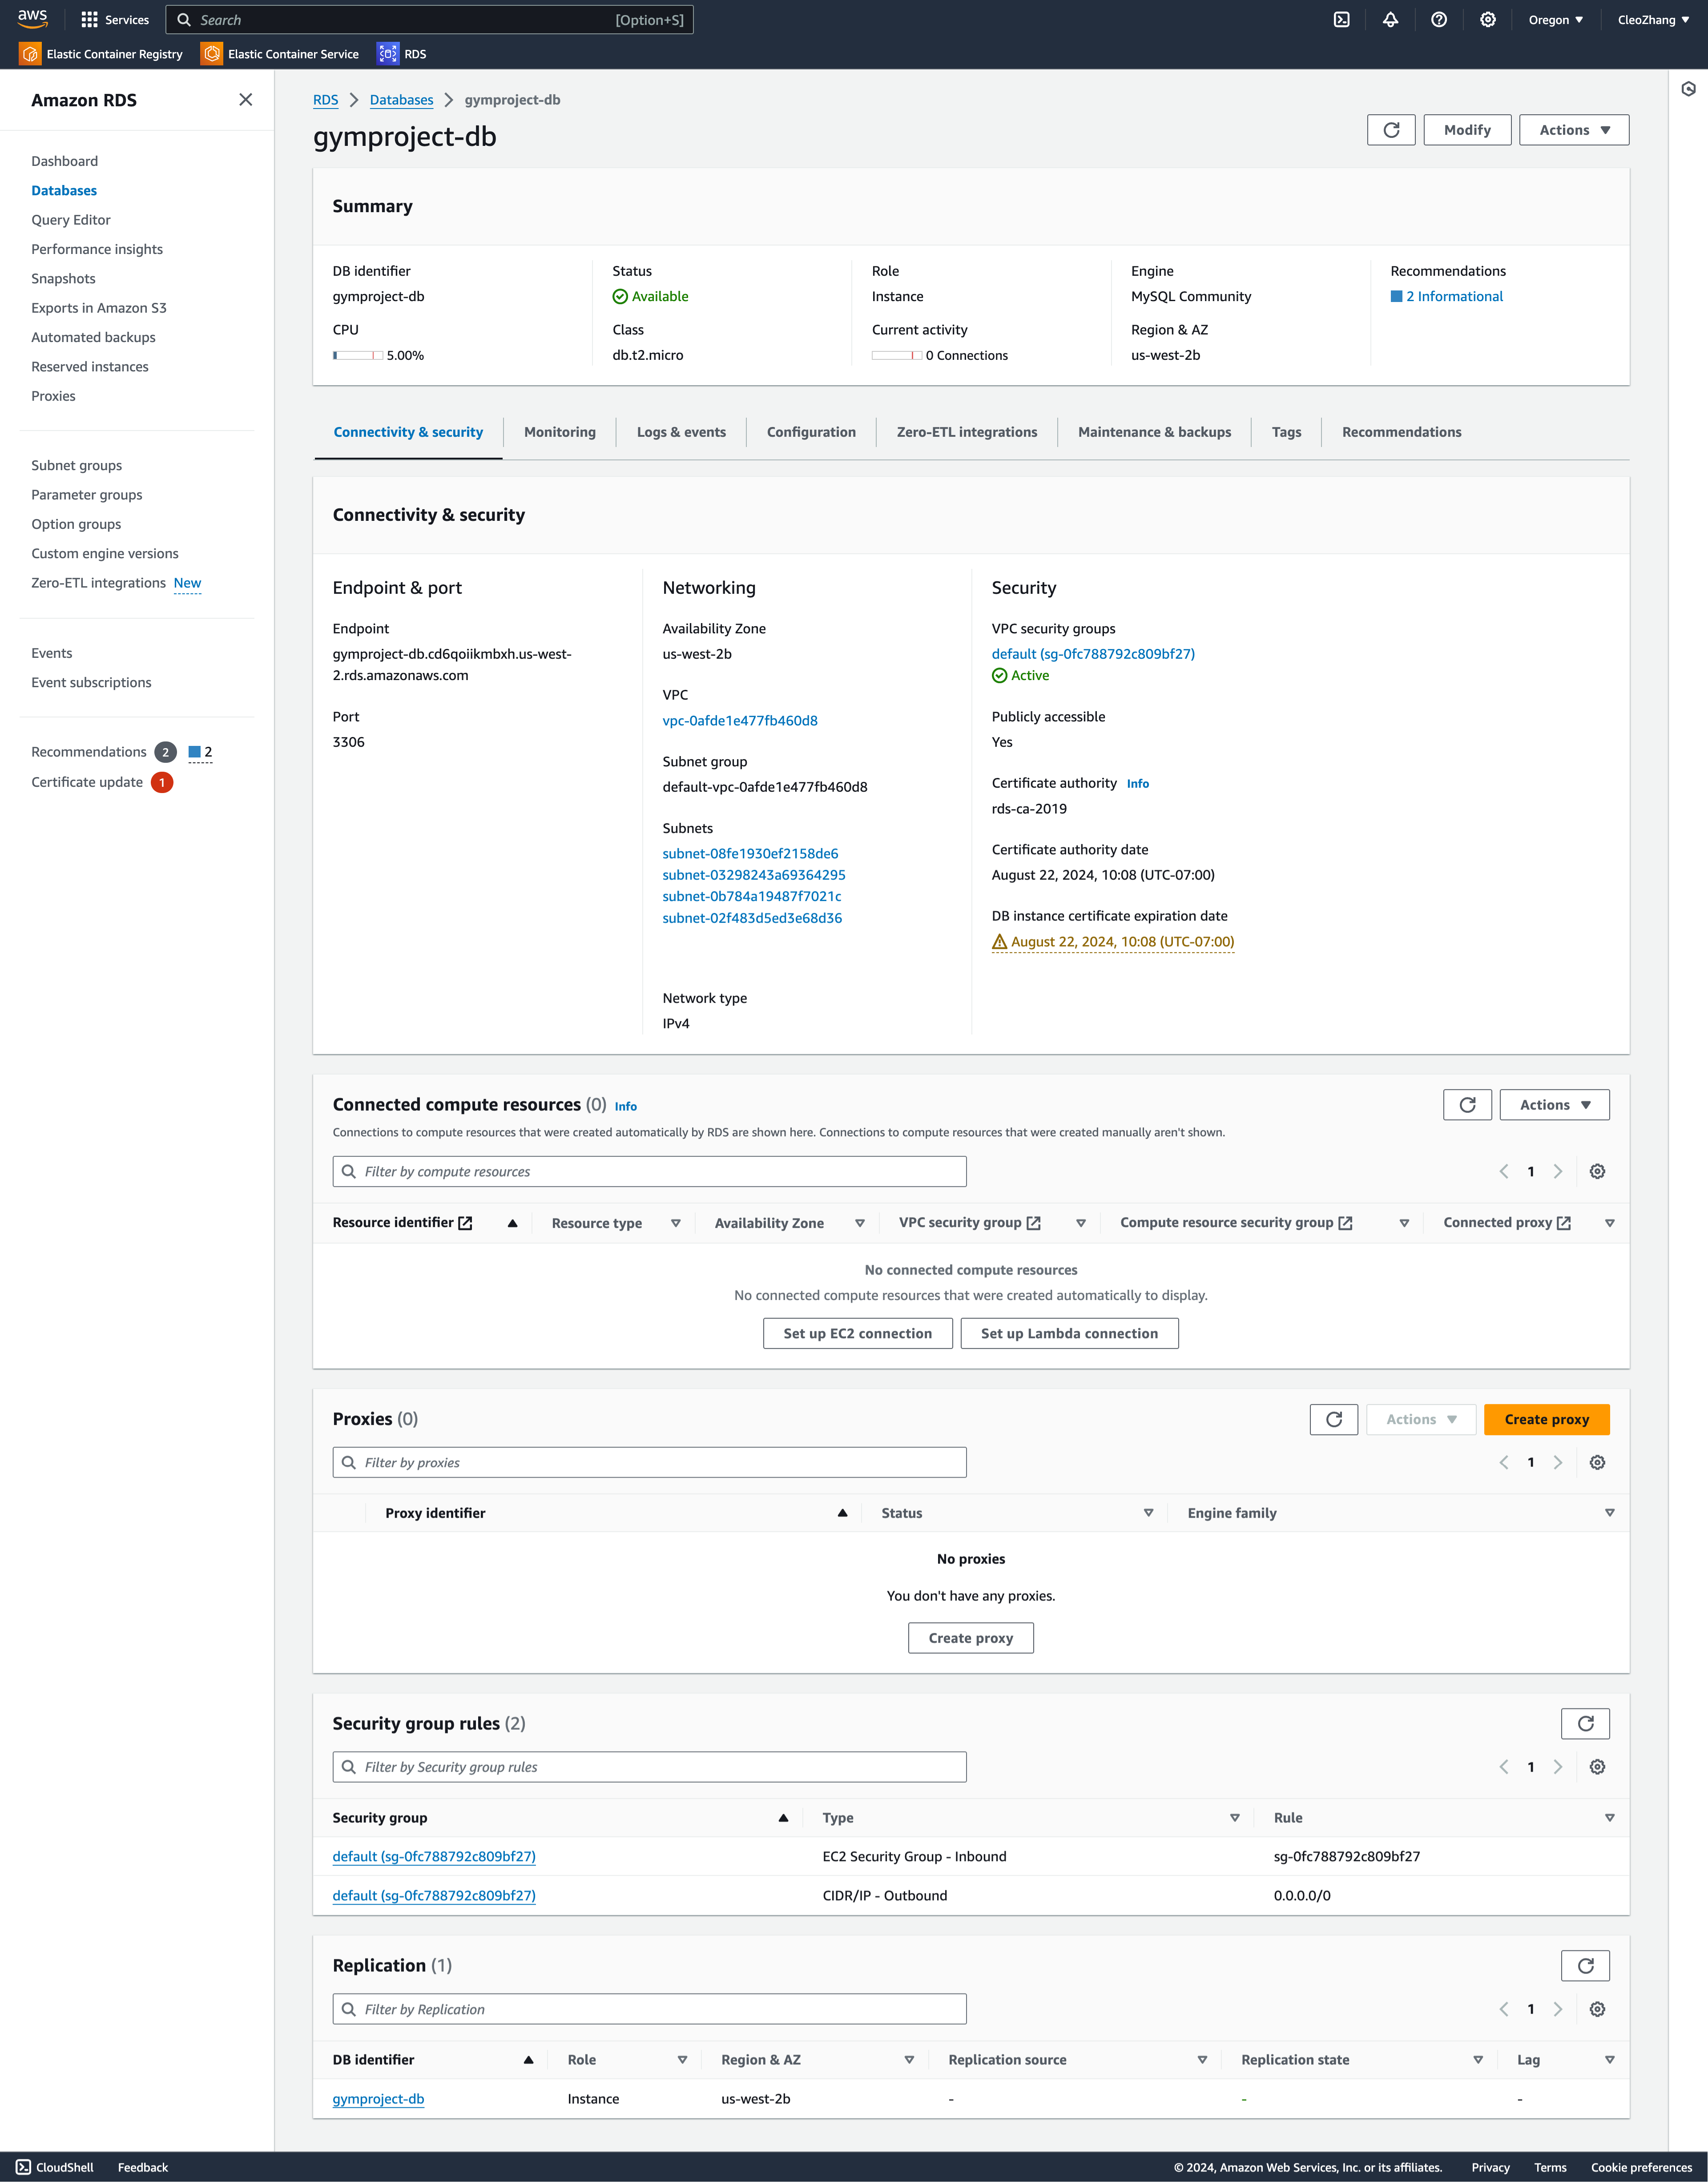 aws
Services
Search
[Option+S]
Oregon
CleoZhang
Elastic Container Registry
Elastic Container Service
RDS
Amazon RDS
Dashboard
Databases
Query Editor
Performance insights
Snapshots
Exports in Amazon S3
Automated backups
Reserved instances
Proxies
Subnet groups
Parameter groups
Option groups
Custom engine versions
Zero-ETL integrations New
Events
Event subscriptions
Recommendations 2 2
Certificate update 1
RDS > Databases > gymproject-db
gymproject-db
Modify
Actions
Summary
DB identifier
gymproject-db
CPU
5.00%
Status
Available
Class
db.t2.micro
Role
Instance
Current activity
0 Connections
Engine
MySQL Community
Region & AZ
us-west-2b
Recommendations
2 Informational
Connectivity & security
Monitoring
Logs & events
Configuration
Zero-ETL integrations
Maintenance & backups
Tags
Recommendations
Connectivity & security
Endpoint & port
Endpoint
gymproject-db.cd6qoiikmbxh.us-west-
2.rds.amazonaws.com
Port
3306
Networking
Availability Zone
us-west-2b
VPC
vpc-0afde1e477fb460d8
Subnet group
default-vpc-0afde1e477fb460d8
Subnets
subnet-08fe1930ef2158de6
subnet-03298243a69364295
subnet-0b784a19487f7021c
subnet-02f483d5ed3e68d36
Network type
IPv4
Security
VPC security groups
default (sg-0fc788792c809bf27)
Active
Publicly accessible
Yes
Certificate authority Info
rds-ca-2019
Certificate authority date
August 22, 2024, 10:08 (UTC-07:00)
DB instance certificate expiration date
August 22, 2024, 10:08 (UTC-07:00)
Connected compute resources (0) Info
Actions
Connections to compute resources that were created automatically by RDS are shown here. Connections to compute resources that were created manually aren't shown.
Filter by compute resources
1
Resource identifier
Resource type
Availability Zone
VPC security group
Compute resource security group
Connected proxy
No connected compute resources
No connected compute resources that were created automatically to display.
Set up EC2 connection
Set up Lambda connection
Proxies (0)
Actions
Create proxy
Filter by proxies
1
Proxy identifier
Status
Engine family
No proxies
You don't have any proxies.
Create proxy
Security group rules (2)
Filter by Security group rules
1
Security group
Type
Rule
default (sg-0fc788792c809bf27)
EC2 Security Group - Inbound
sg-0fc788792c809bf27
default (sg-0fc788792c809bf27)
CIDR/IP - Outbound
0.0.0.0/0
Replication (1)
Filter by Replication
1
DB identifier
Role
Region & AZ
Replication source
Replication state
Lag
gymproject-db
Instance
us-west-2b
-
-
-
CloudShell
Feedback
© 2024, Amazon Web Services, Inc. or its affiliates.
Privacy
Terms
Cookie preferences